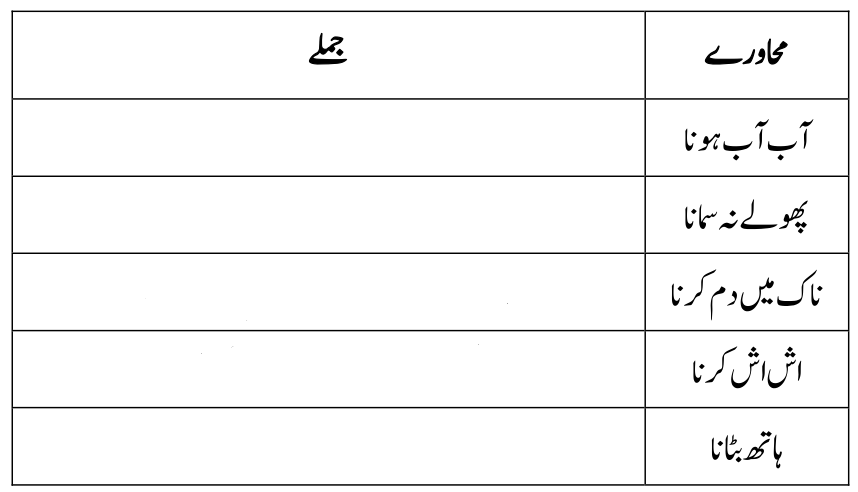 محاورے جملے
آب آب ہونا
پھولے نہ سمانا
ناک میں دم کرنا
اش اش کرنا
ہاتھ بٹانا